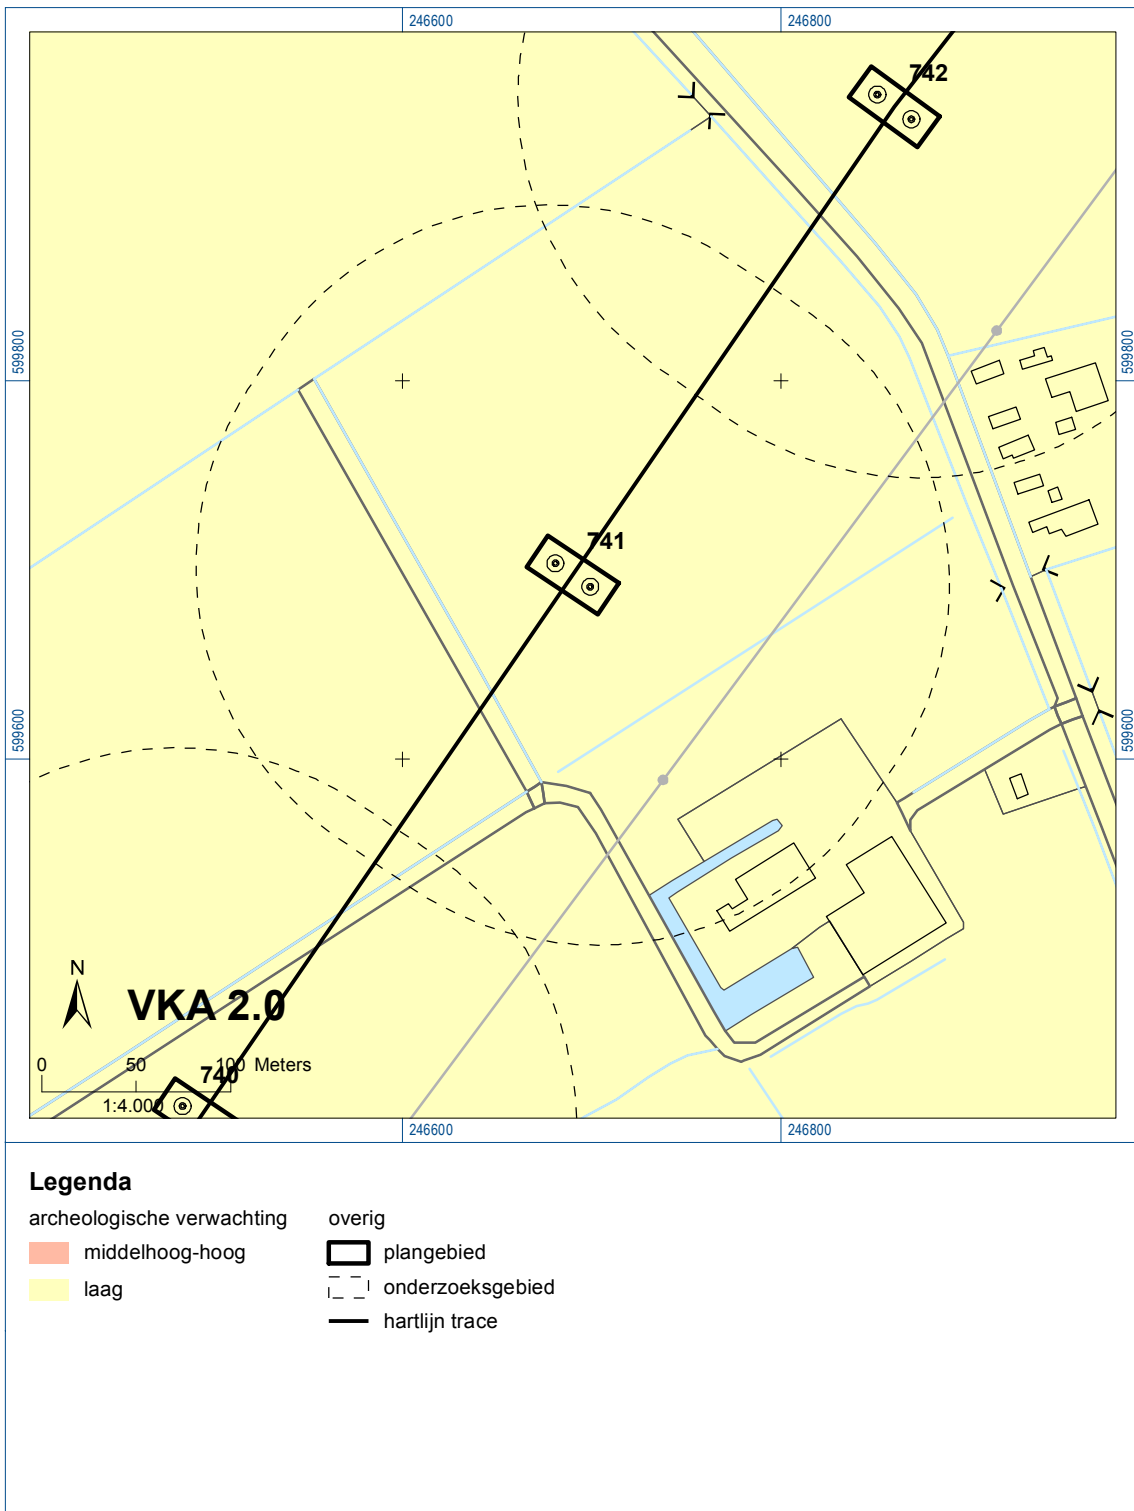 246600 246800
742
599800 599800
741
599600 599600
N
VKA 2.0
0 50 100 Meters
740
1:4.000
246600 246800
Legenda
archeologische verwachting overig
middelhoog-hoog plangebied
laag onderzoeksgebied
hartlijn trace